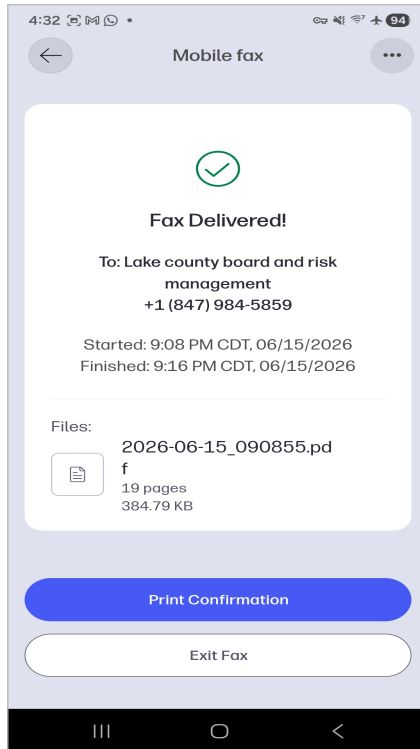 4:32
94
Mobile fax
Fax Delivered!
To: Lake county board and risk
management
+1 (847) 984-5859
Started: 9:08 PM CDT, 06/15/2026
Finished: 9:16 PM CDT, 06/15/2026
Files:
2026-06-15_090855.pd
f
19 pages
384.79 KB
Print Confirmation
Exit Fax